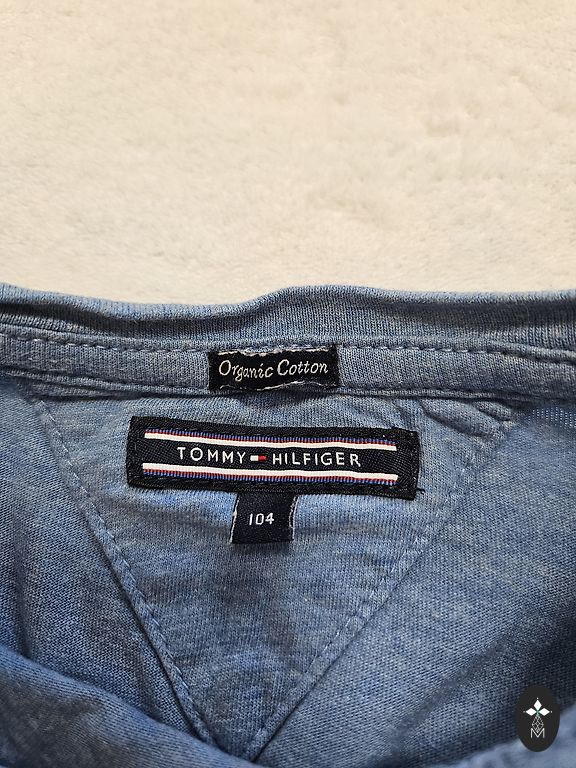 Organic Cotton
TOMMY HILFIGER
104
M